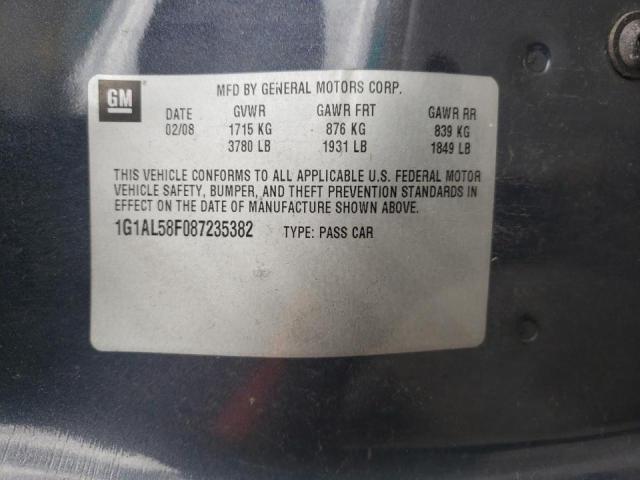 GM
MFD BY GENERAL MOTORS CORP.
DATE GVWR GAWR FRT GAWR RR
02/08 1715 KG 876 KG 839 KG
3780 LB 1931 LB 1849 LB
THIS VEHICLE CONFORMS TO ALL APPLICABLE U.S. FEDERAL MOTOR
VEHICLE SAFETY, BUMPER, AND THEFT PREVENTION STANDARDS IN
EFFECT ON THE DATE OF MANUFACTURE SHOWN ABOVE.
1G1AL58F087235382 TYPE: PASS CAR